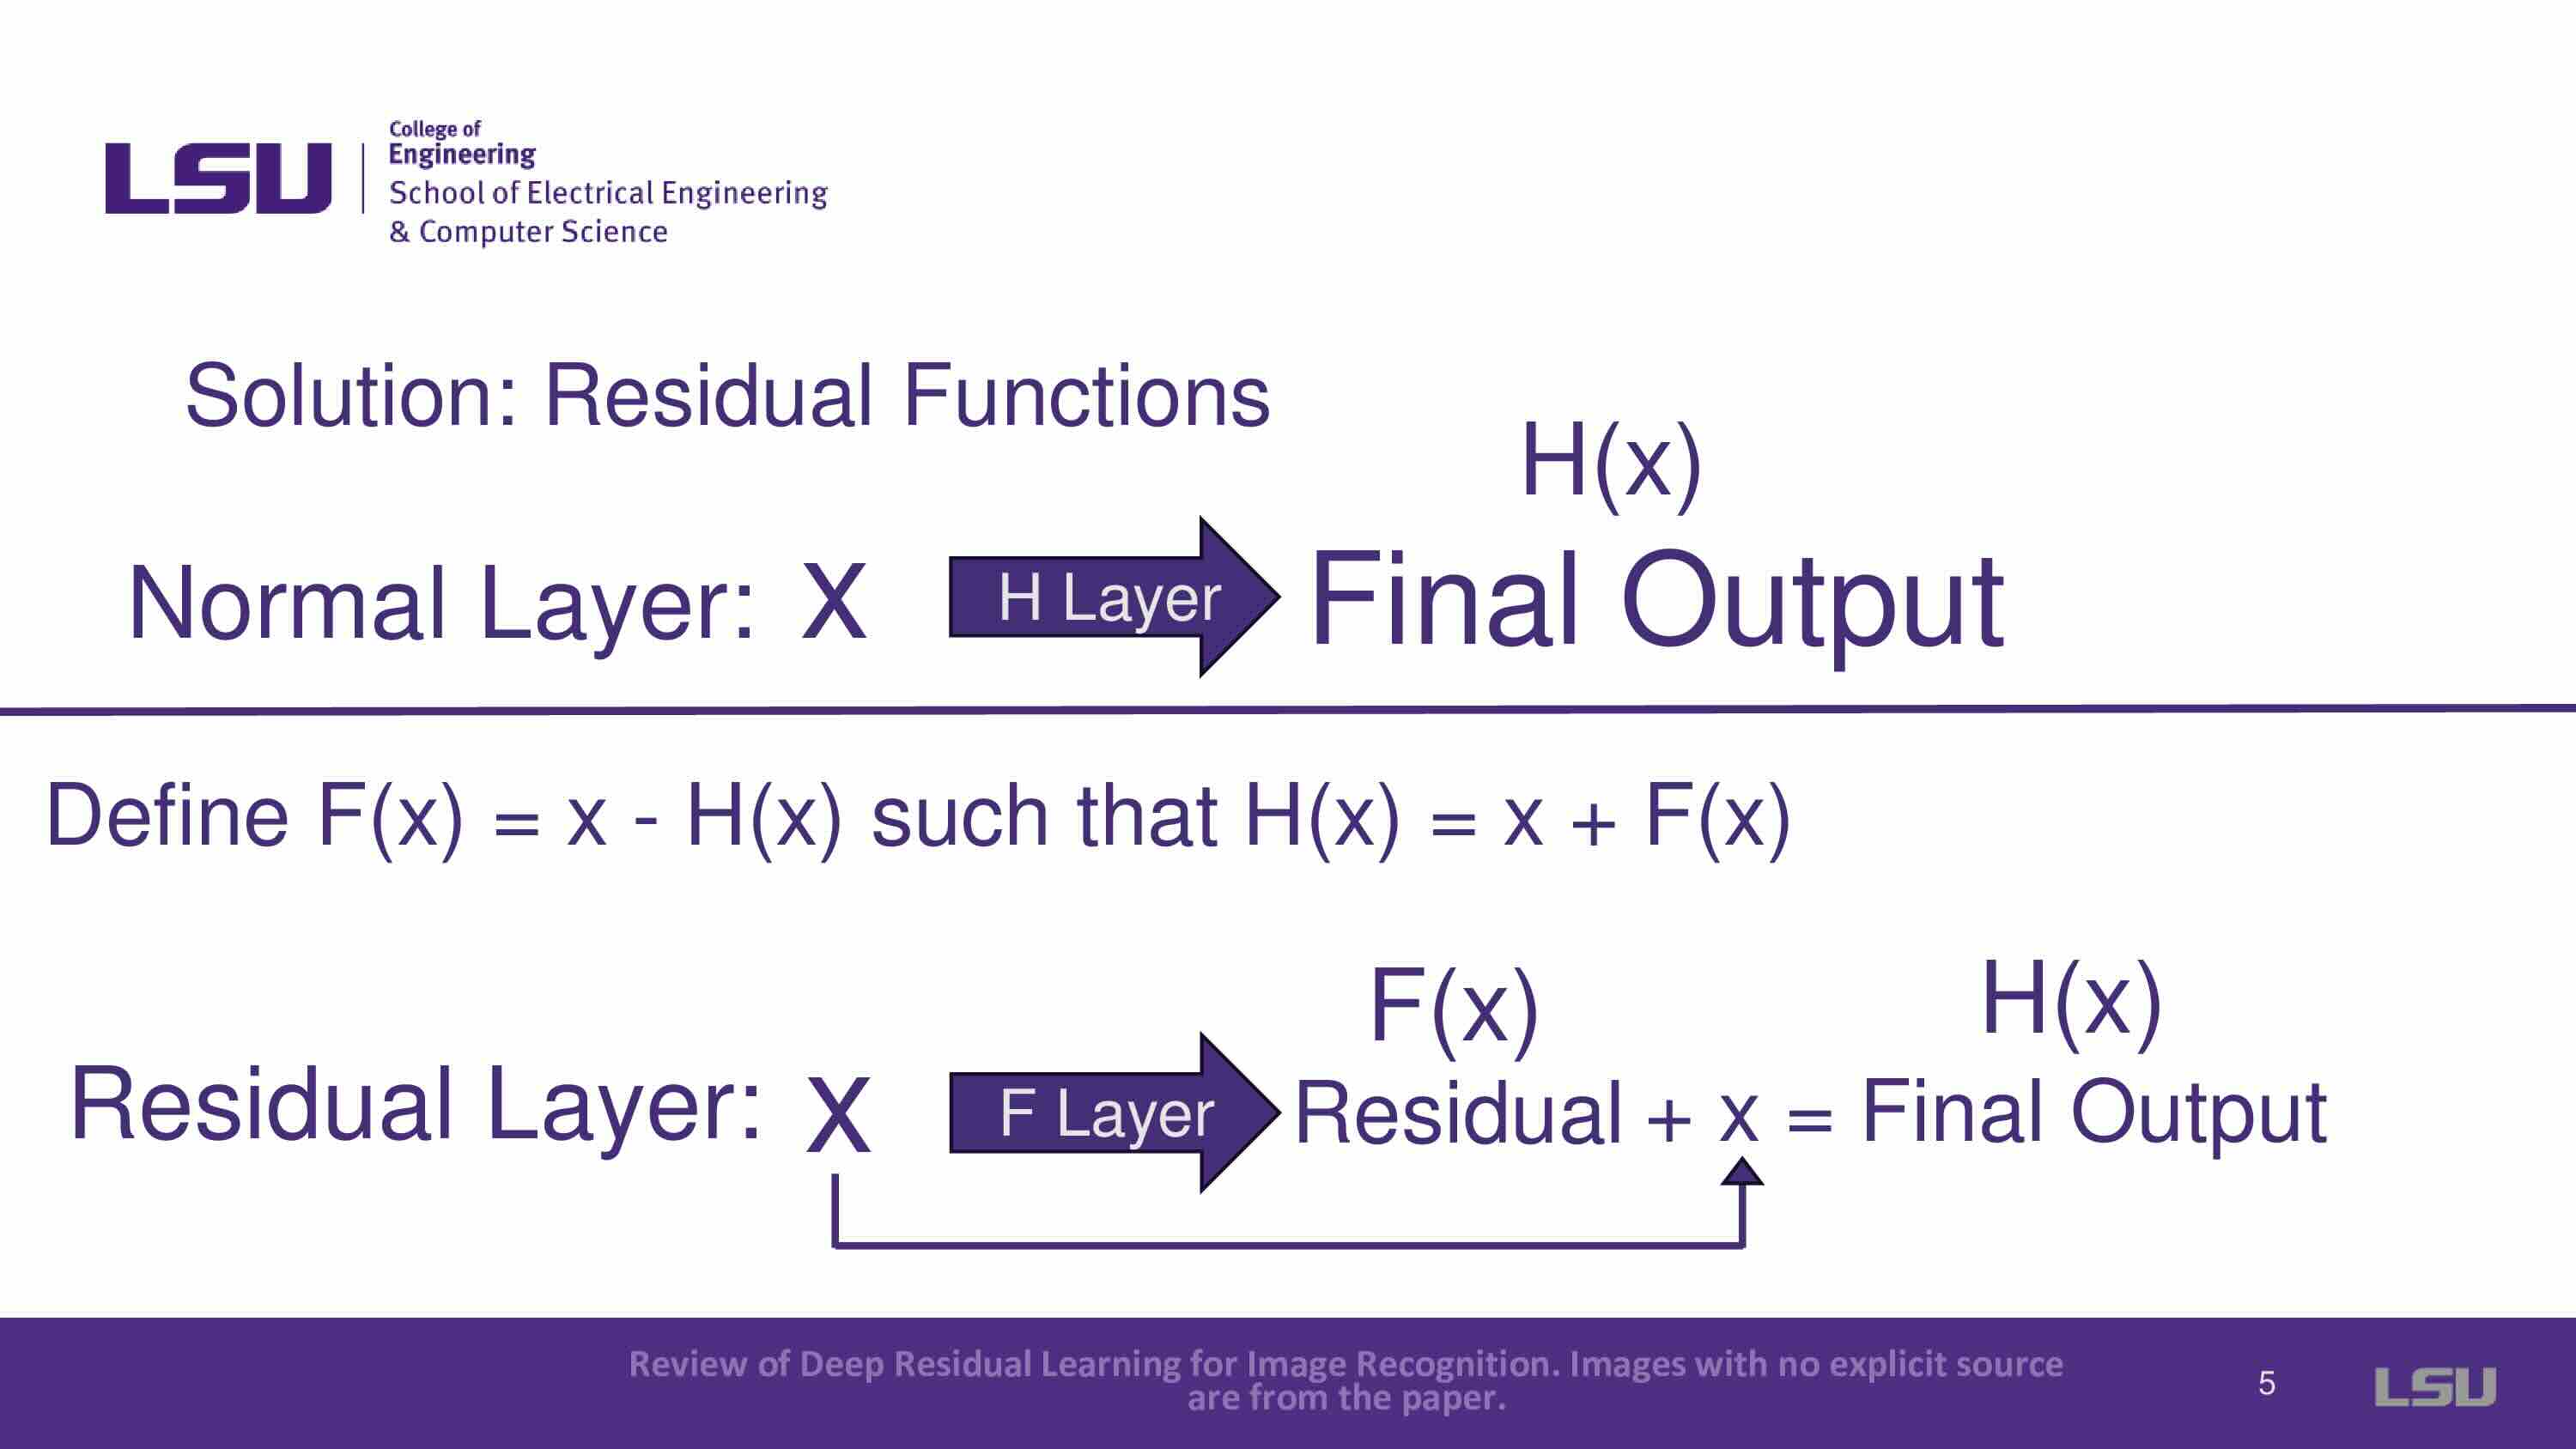 LSU
College of
Engineering
School of Electrical Engineering
& Computer Science
Solution: Residual Functions
H(x)
Normal Layer: X H Layer Final Output
Define F(x) = x - H(x) such that H(x) = x + F(x)
F(x) H(x)
Residual Layer: X F Layer Residual + x = Final Output
Review of Deep Residual Learning for Image Recognition. Images with no explicit source
are from the paper.
5
LSU